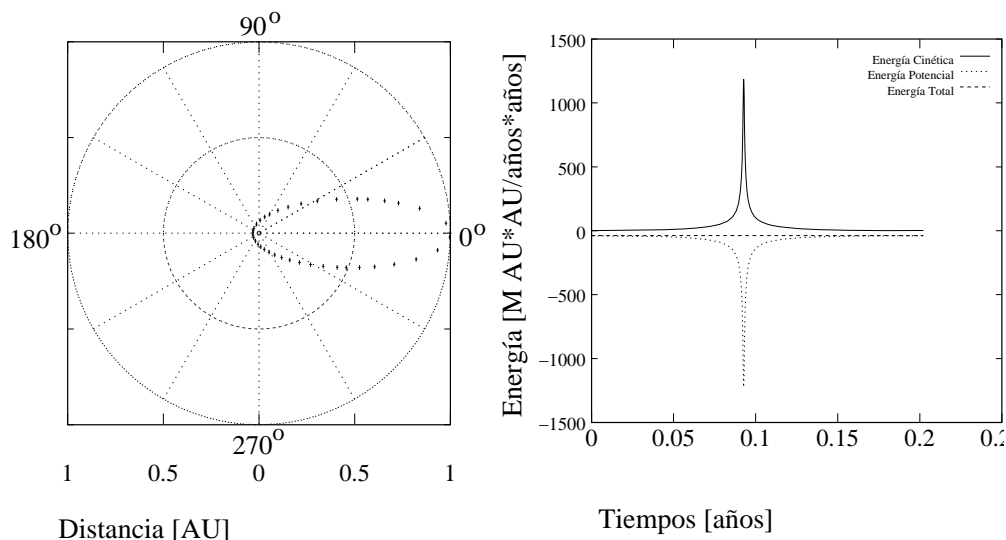 90°
180°
0°
270°
1 0.5 0 0.5 1
Distancia [AU]
Energía [M AU* AU/años*años]
1500
1000
500
0
−500
−1000
−1500
Energía Cinética
Energía Potencial
Energía Total
0 0.05 0.1 0.15 0.2
Tiempos [años]